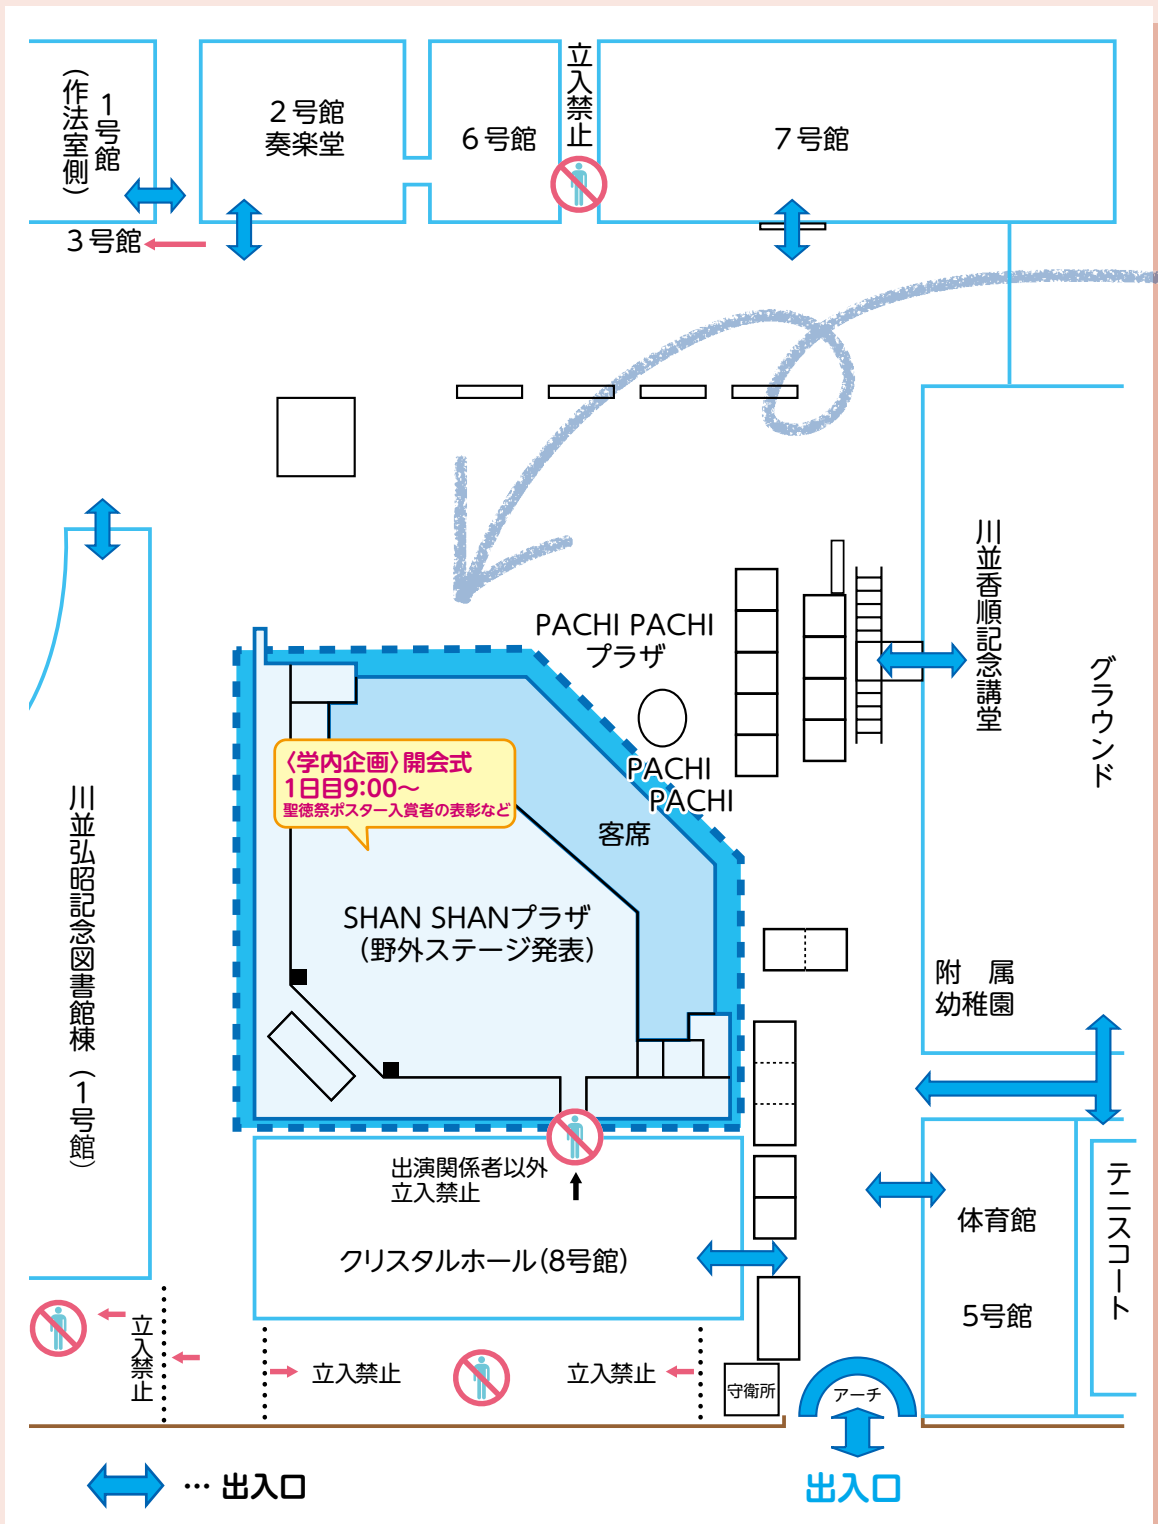 1号館
（作法室側）
2号館
奏楽堂
6号館
立入禁止
7号館
3号館
PACHI PACHI
プラザ
川並香順記念講堂
グラウンド
〈学内企画〉開会式
1日目9:00〜
聖徳祭ポスター入賞者の表彰など
PACHI
PACHI
客席
川並弘昭記念図書館棟（1号館）
SHAN SHANプラザ
（野外ステージ発表）
附　属
幼稚園
出演関係者以外
立入禁止
クリスタルホール(8号館)
体育館
5号館
テニスコート
立入禁止
立入禁止
立入禁止
守衛所
アーチ
… 出入口
出入口